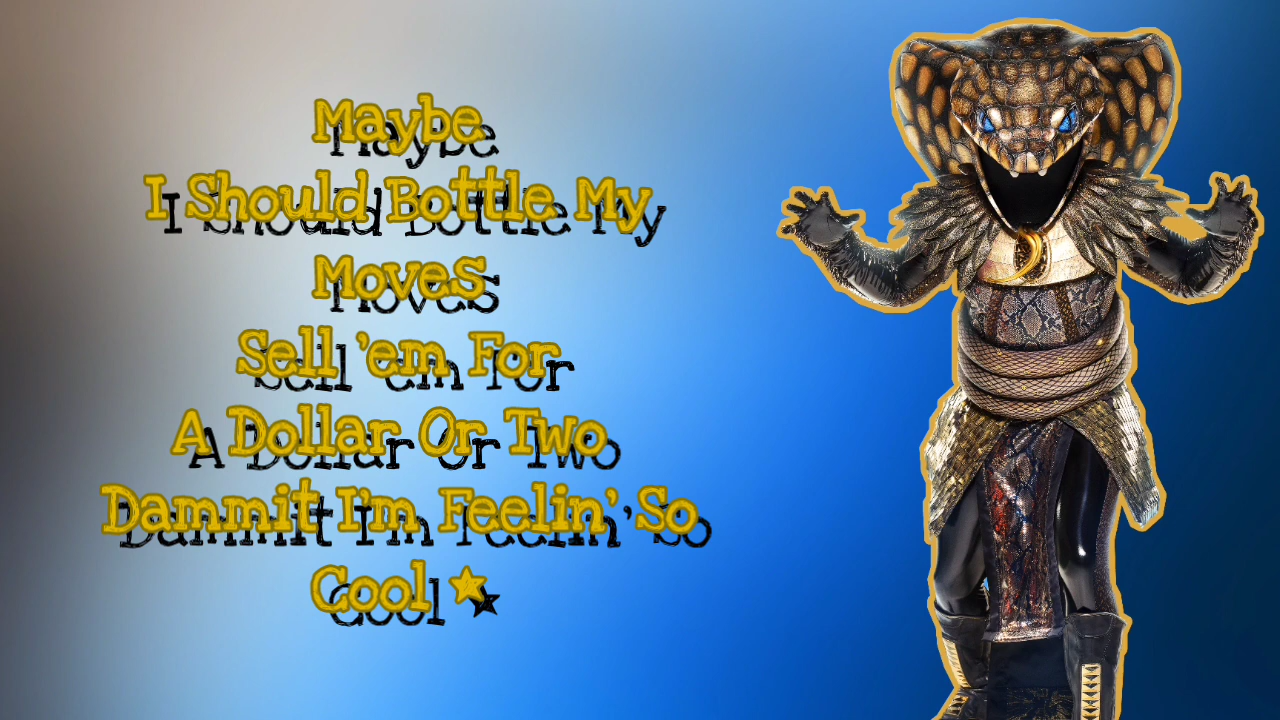 Maybe
I Should Bottle My
Moves
Sell 'em For
A Dollar Or Two
Dammit I'm Feelin' So
Cool ★